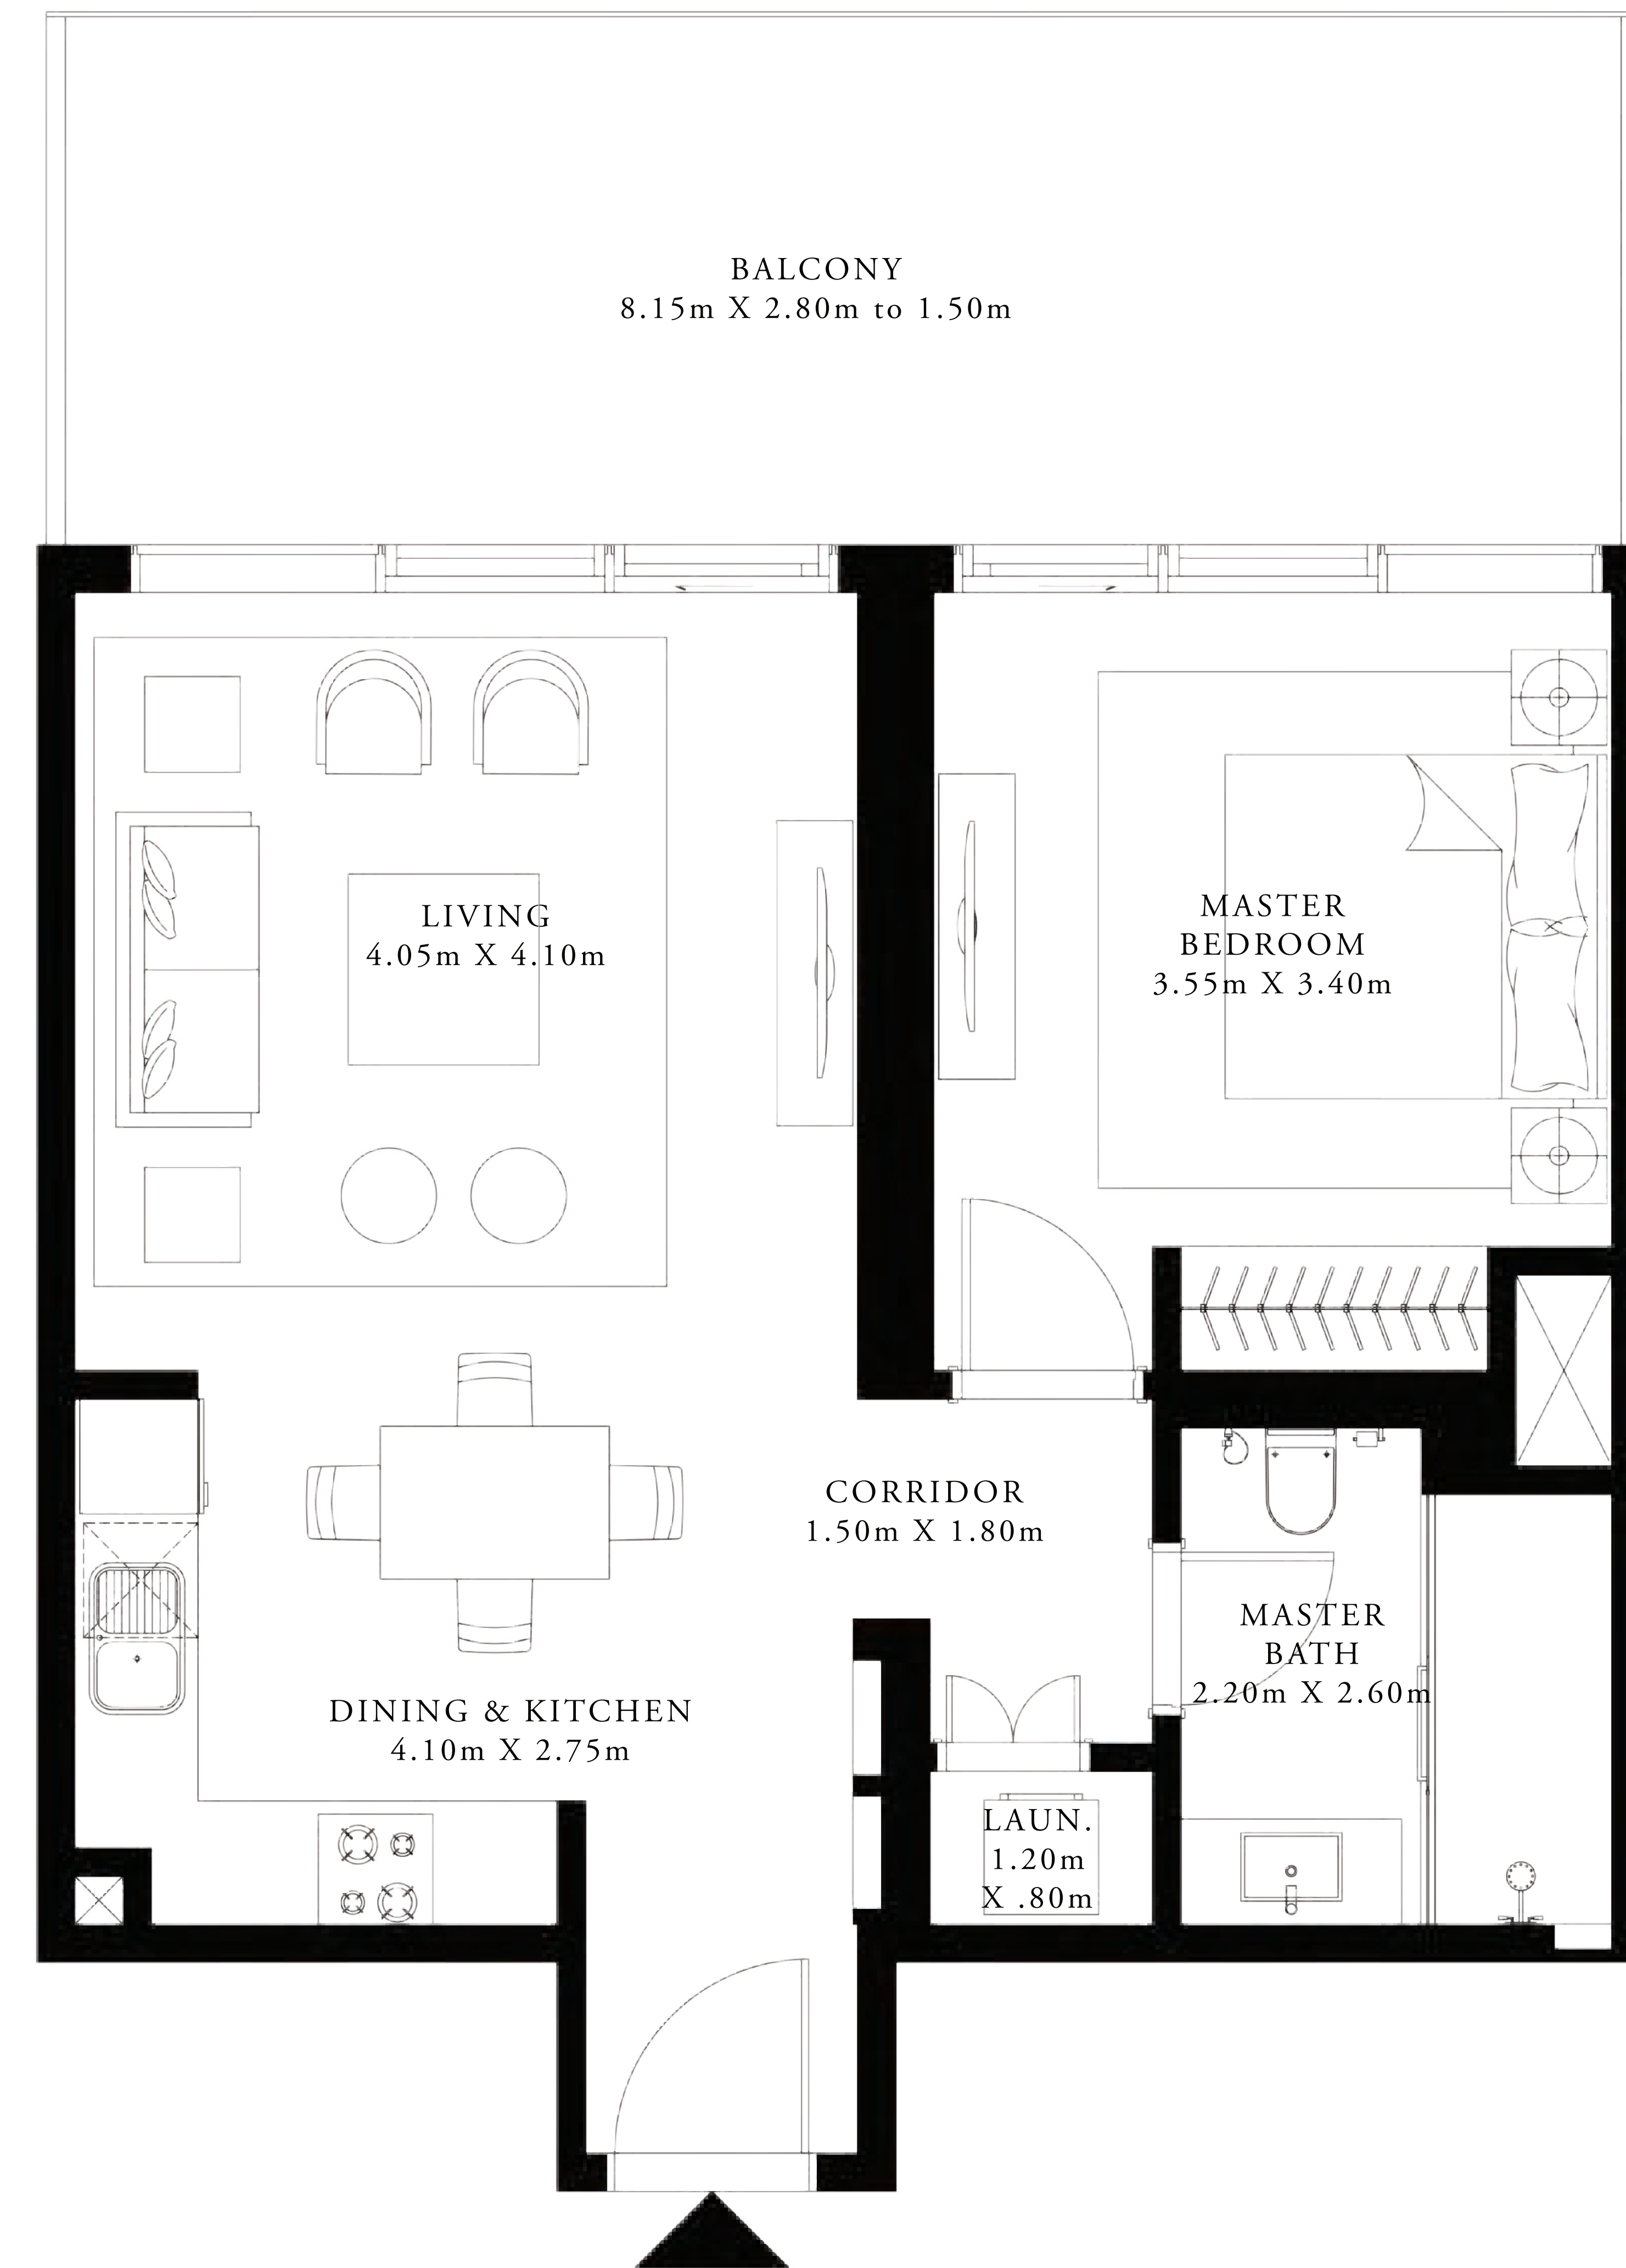 BALCONY
8.15m X 2.80m to 1.50m
LIVING
4.05m X 4.10m
MASTER
BEDROOM
3.55m X 3.40m
CORRIDOR
1.50m X 1.80m
MASTER
BATH
2.20m X 2.60m
DINING & KITCHEN
4.10m X 2.75m
LAUN.
1.20m
X .80m